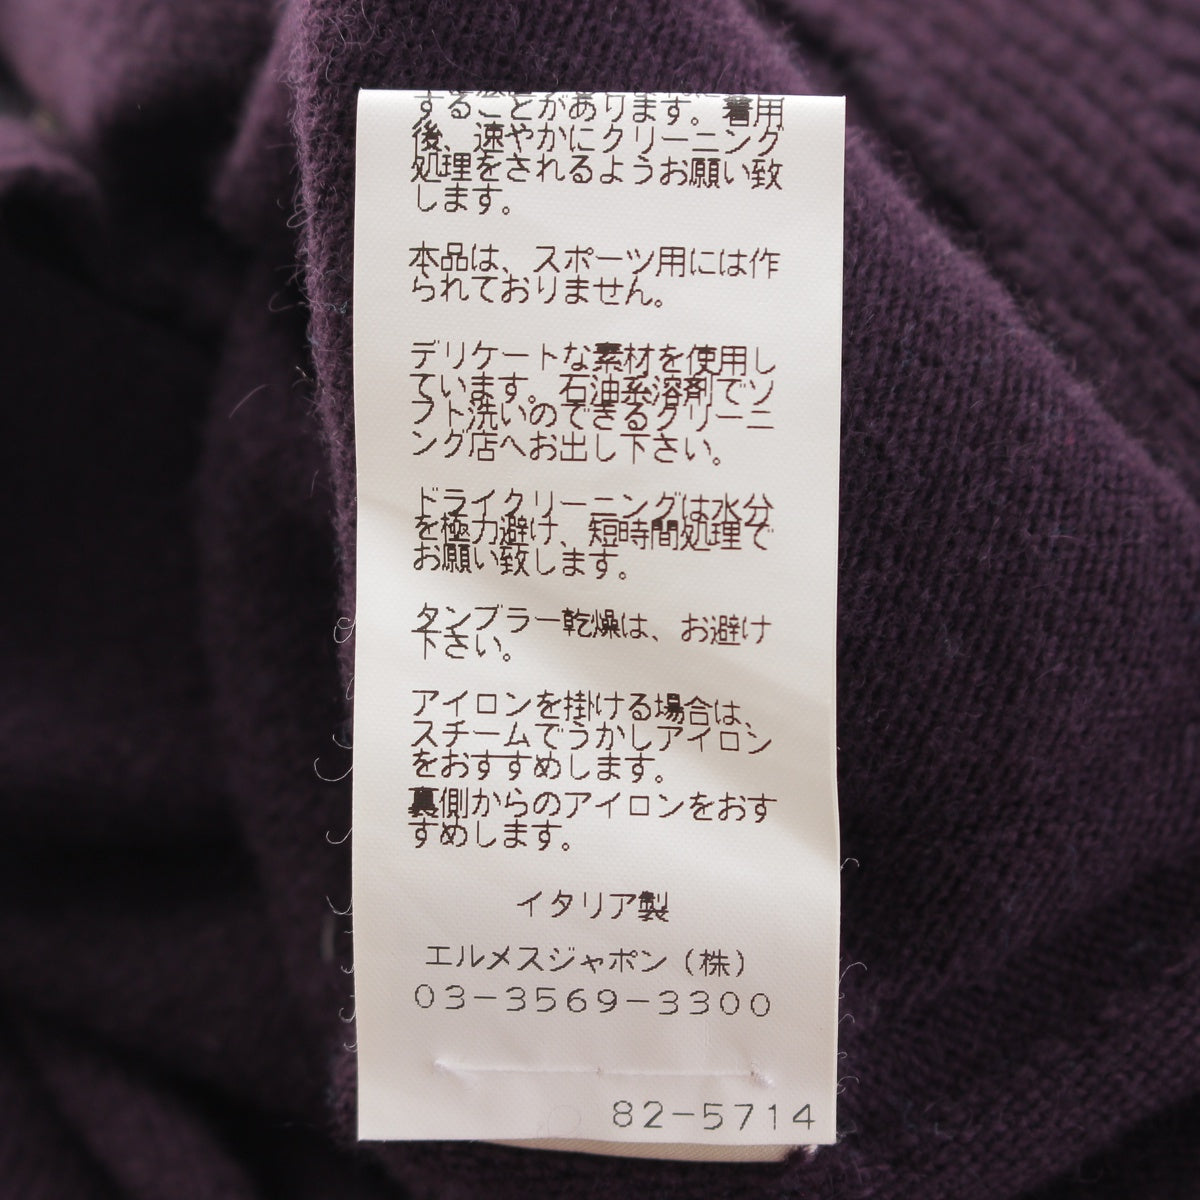 することがあります。着用
後、速やかにクリーニング
処理をされるようお願い致
します。
本品は、スポーツ用には作
られておりません。
デリケートな素材を使用し
ています。石油系溶剤でソ
フト洗いのできるクリーニ
ング店へお出し下さい。
ドライクリーニングは水分
を極力避け、短時間処理で
お願い致します。
タンブラー乾燥は、お避け
下さい。
アイロンを掛ける場合は、
スチームでうかしアイロン
をおすすめします。
裏側からのアイロンをおす
すめします。
イタリア製
エルメスジャポン(株)
03-3569-3300
82-5714